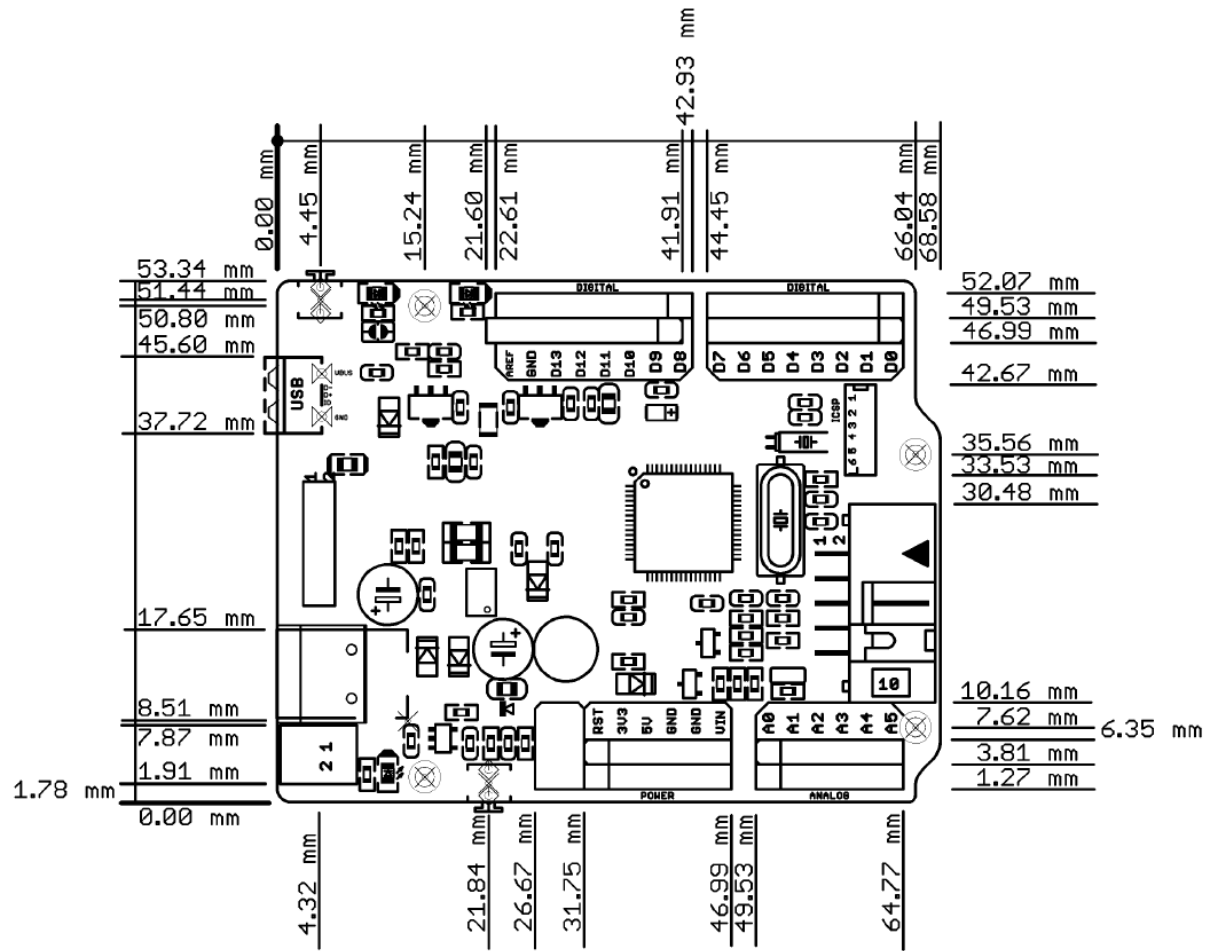 42.93 mm
0.00 mm
4.45 mm
15.24 mm
21.60 mm
22.61 mm
41.91 mm
44.45 mm
66.04 mm
68.58 mm
53.34 mm
51.44 mm
50.80 mm
45.60 mm
37.72 mm
17.65 mm
8.51 mm
7.87 mm
1.91 mm
1.78 mm
0.00 mm
52.07 mm
49.53 mm
46.99 mm
42.67 mm
35.56 mm
33.53 mm
30.48 mm
10.16 mm
7.62 mm
6.35 mm
3.81 mm
1.27 mm
DIGITAL
DIGITAL
AREF
GND
D13
D12
D11
D10
D9
D8
D7
D6
D5
D4
D3
D2
D1
D0
USB
VBUS
GND
ICSP
6 5 4 3 2 1
1 2
10
RST
3V3
5V
GND
GND
VIN
A0
A1
A2
A3
A4
A5
2 1
POWER
ANALOG
4.32 mm
21.84 mm
26.67 mm
31.75 mm
46.99 mm
49.53 mm
64.77 mm